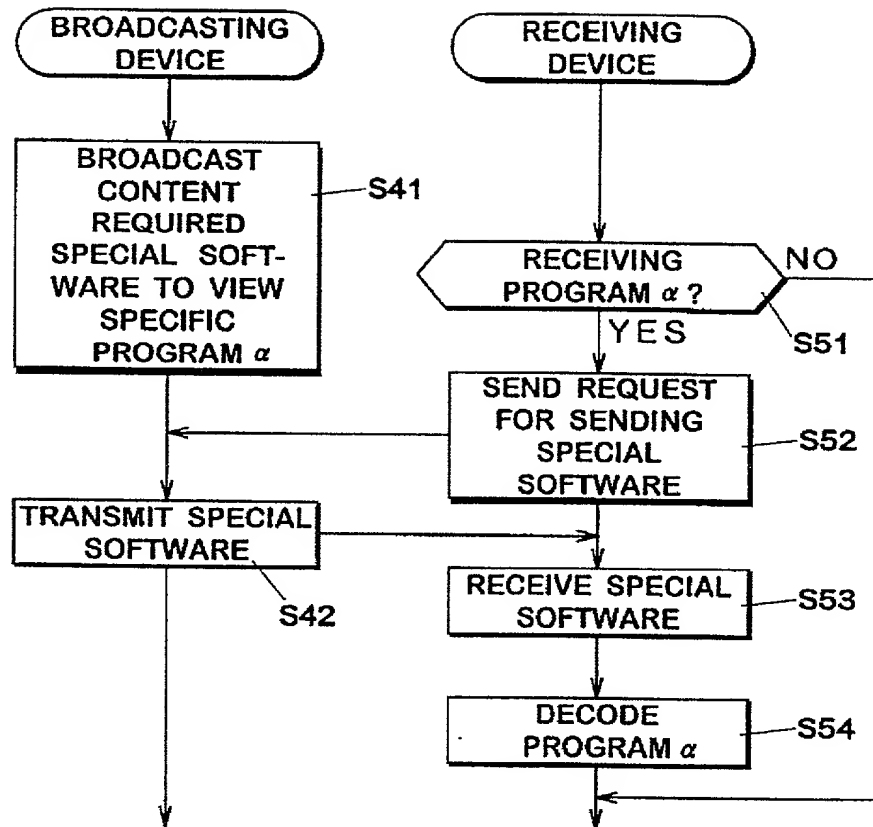 BROADCASTING
DEVICE
BROADCAST
CONTENT
REQUIRED
SPECIAL SOFT-
WARE TO VIEW
SPECIFIC
PROGRAM α
S41
TRANSMIT SPECIAL
SOFTWARE
S42
RECEIVING
DEVICE
RECEIVING
PROGRAM α ?
NO
S51
YES
SEND REQUEST
FOR SENDING
SPECIAL
SOFTWARE
S52
RECEIVE SPECIAL
SOFTWARE
S53
DECODE
PROGRAM α
S54